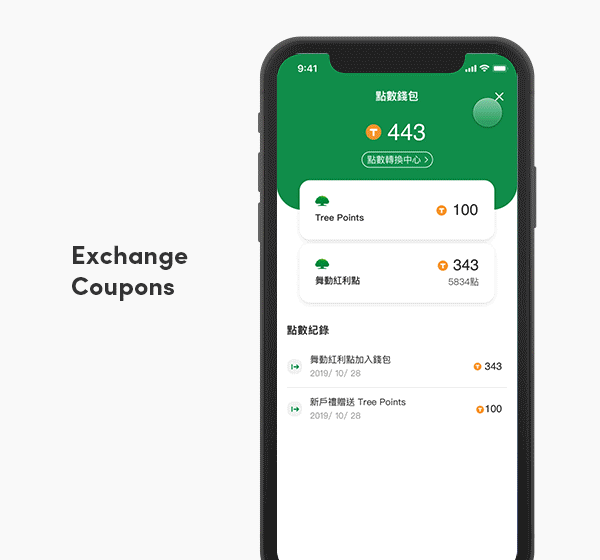 Exchange
Coupons
9:41
點數錢包
T 443
點數轉換中心 >
Tree Points
T 100
舞動紅利點
T 343
5834點
點數紀錄
舞動紅利點加入錢包
T 343
2019/ 10/ 28
新戶禮贈送 Tree Points
T 100
2019/ 10/ 28